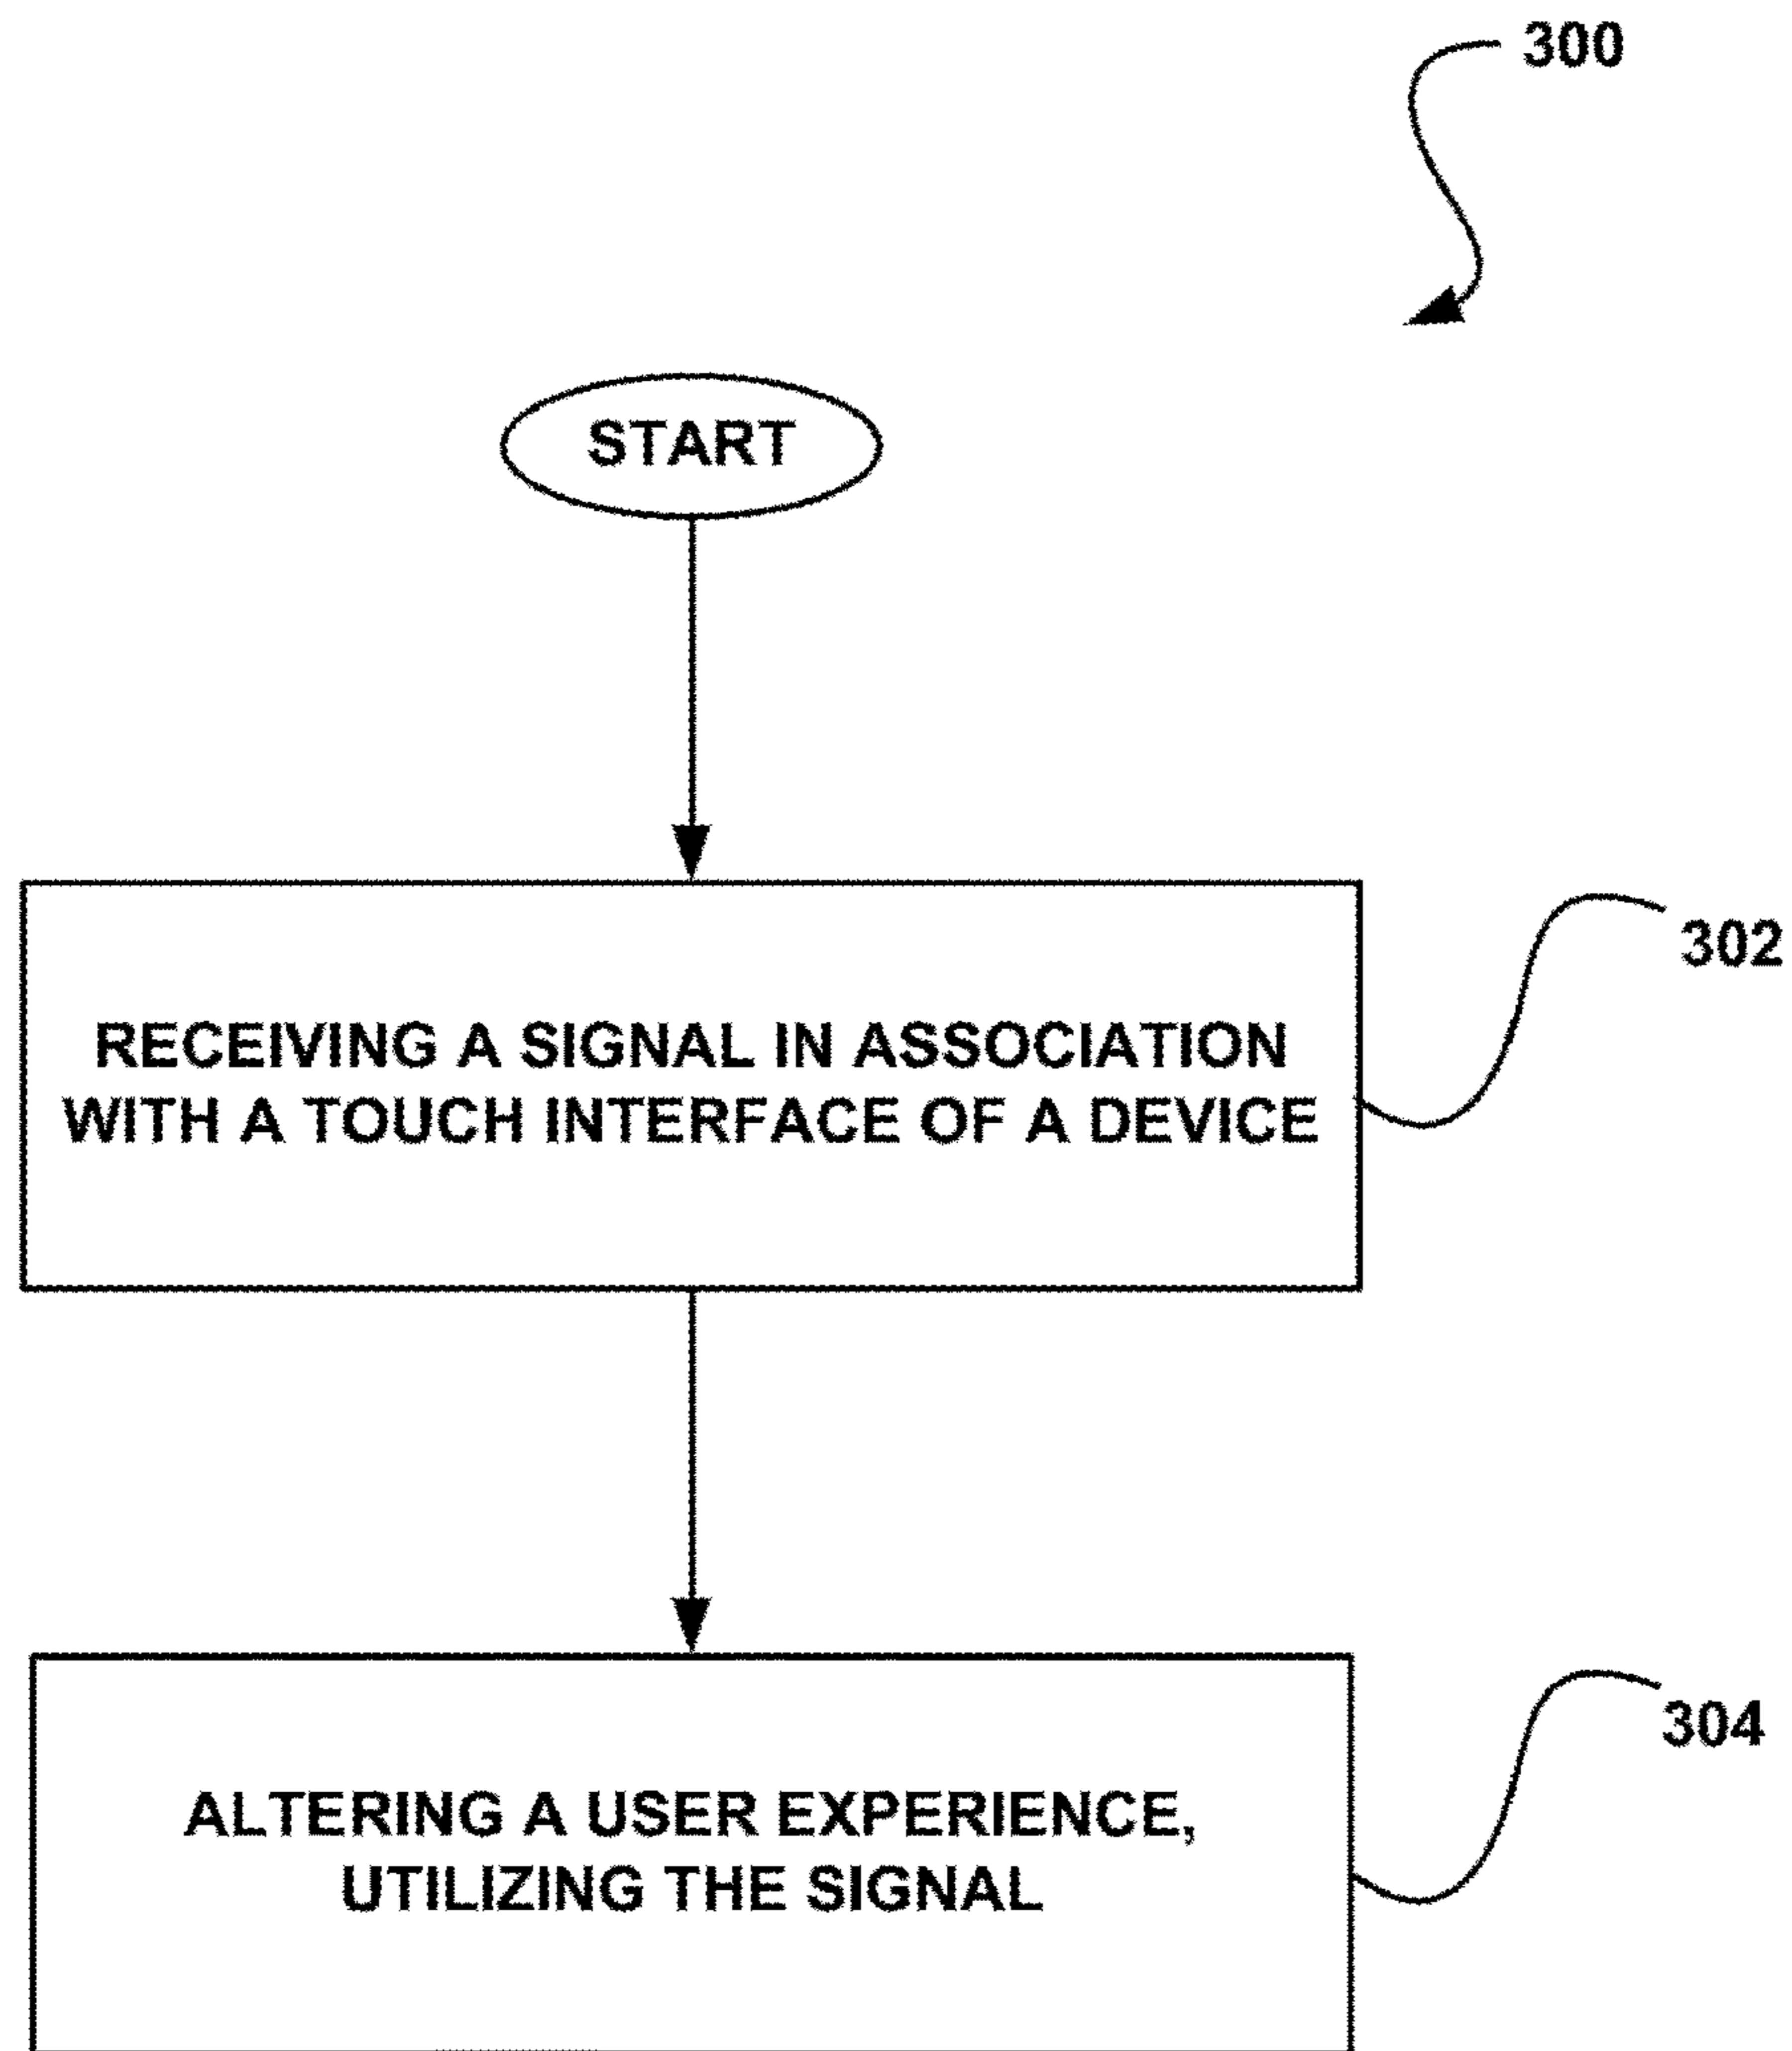 300
START
302
RECEIVING A SIGNAL IN ASSOCIATION
WITH A TOUCH INTERFACE OF A DEVICE
304
ALTERING A USER EXPERIENCE,
UTILIZING THE SIGNAL